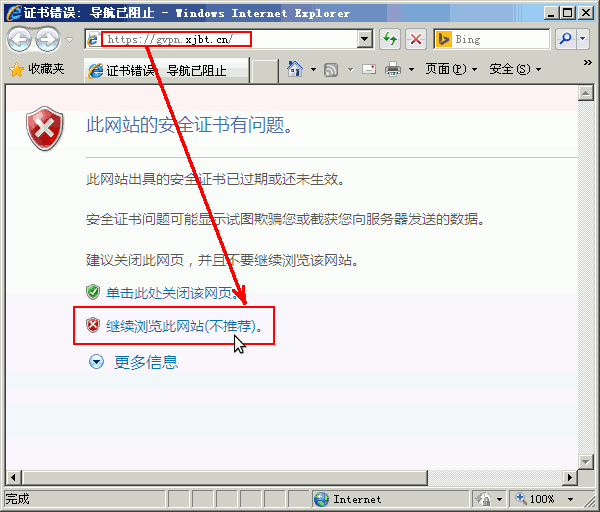 证书错误: 导航已阻止 - Windows Internet Explorer
https://gvpn.xjbt.cn/
Bing
收藏夹
证书错误: 导航已阻止
页面(P)
安全(S)
»
此网站的安全证书有问题。
此网站出具的安全证书已过期或还未生效。
安全证书问题可能显示试图欺骗您或截获您向服务器发送的数据。
建议关闭此网页，并且不要继续浏览该网站。
单击此处关闭该网页。
继续浏览此网站(不推荐)。
更多信息
完成
Internet
100%